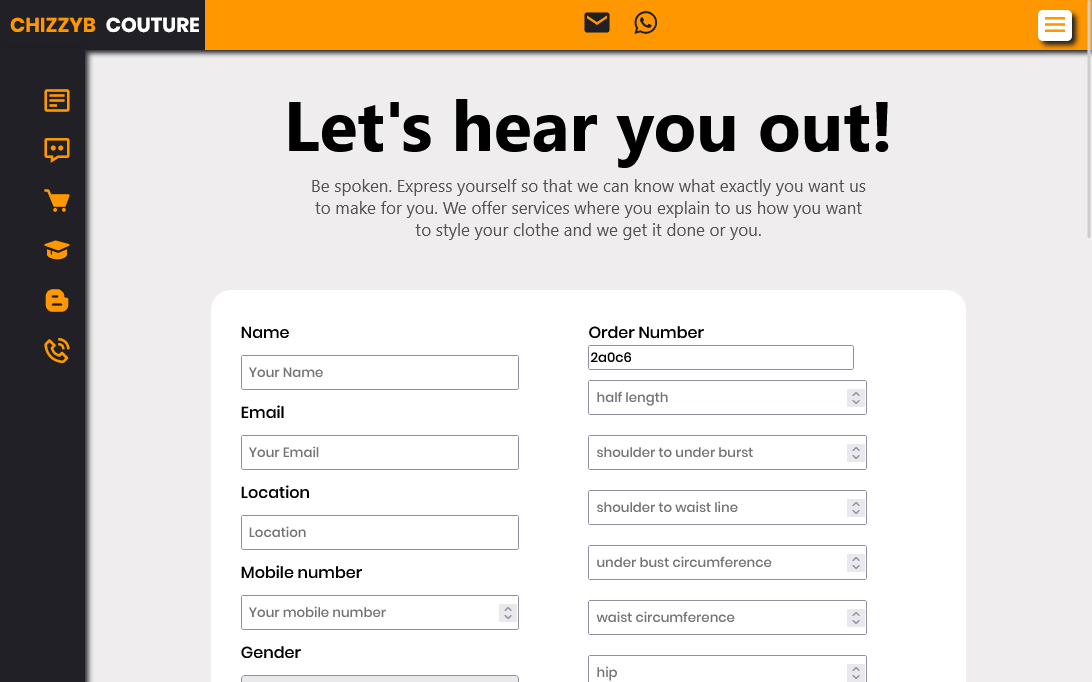 CHIZZYB COUTURE
Let's hear you out!
Be spoken. Express yourself so that we can know what exactly you want us
to make for you. We offer services where you explain to us how you want
to style your clothe and we get it done or you.
Name
Your Name
Email
Your Email
Location
Location
Mobile number
Your mobile number
Gender
Order Number
2a0c6
half length
shoulder to under burst
shoulder to waist line
under bust circumference
waist circumference
hip